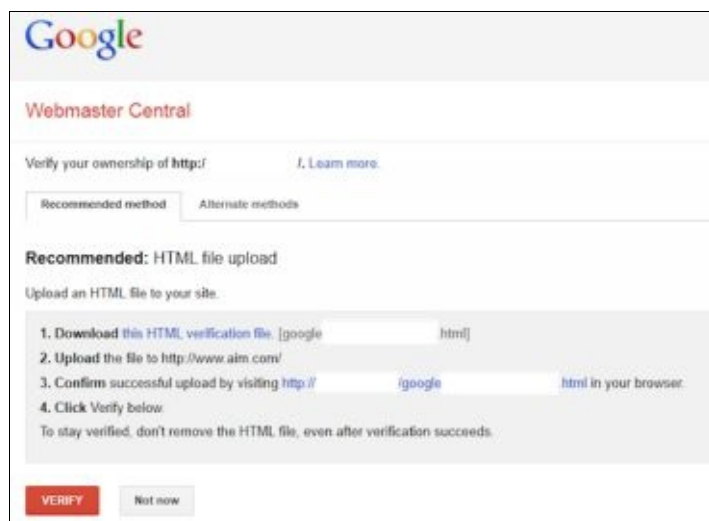 Google
Webmaster Central
Verify your ownership of http:/ /. Learn more.
Recommended method Alternate methods
Recommended: HTML file upload
Upload an HTML file to your site.
1. Download this HTML verification file. [google .html]
2. Upload the file to http://www.aim.com/
3. Confirm successful upload by visiting http:// /google .html in your browser.
4. Click Verify below.
To stay verified, don't remove the HTML file, even after verification succeeds.
VERIFY Not now